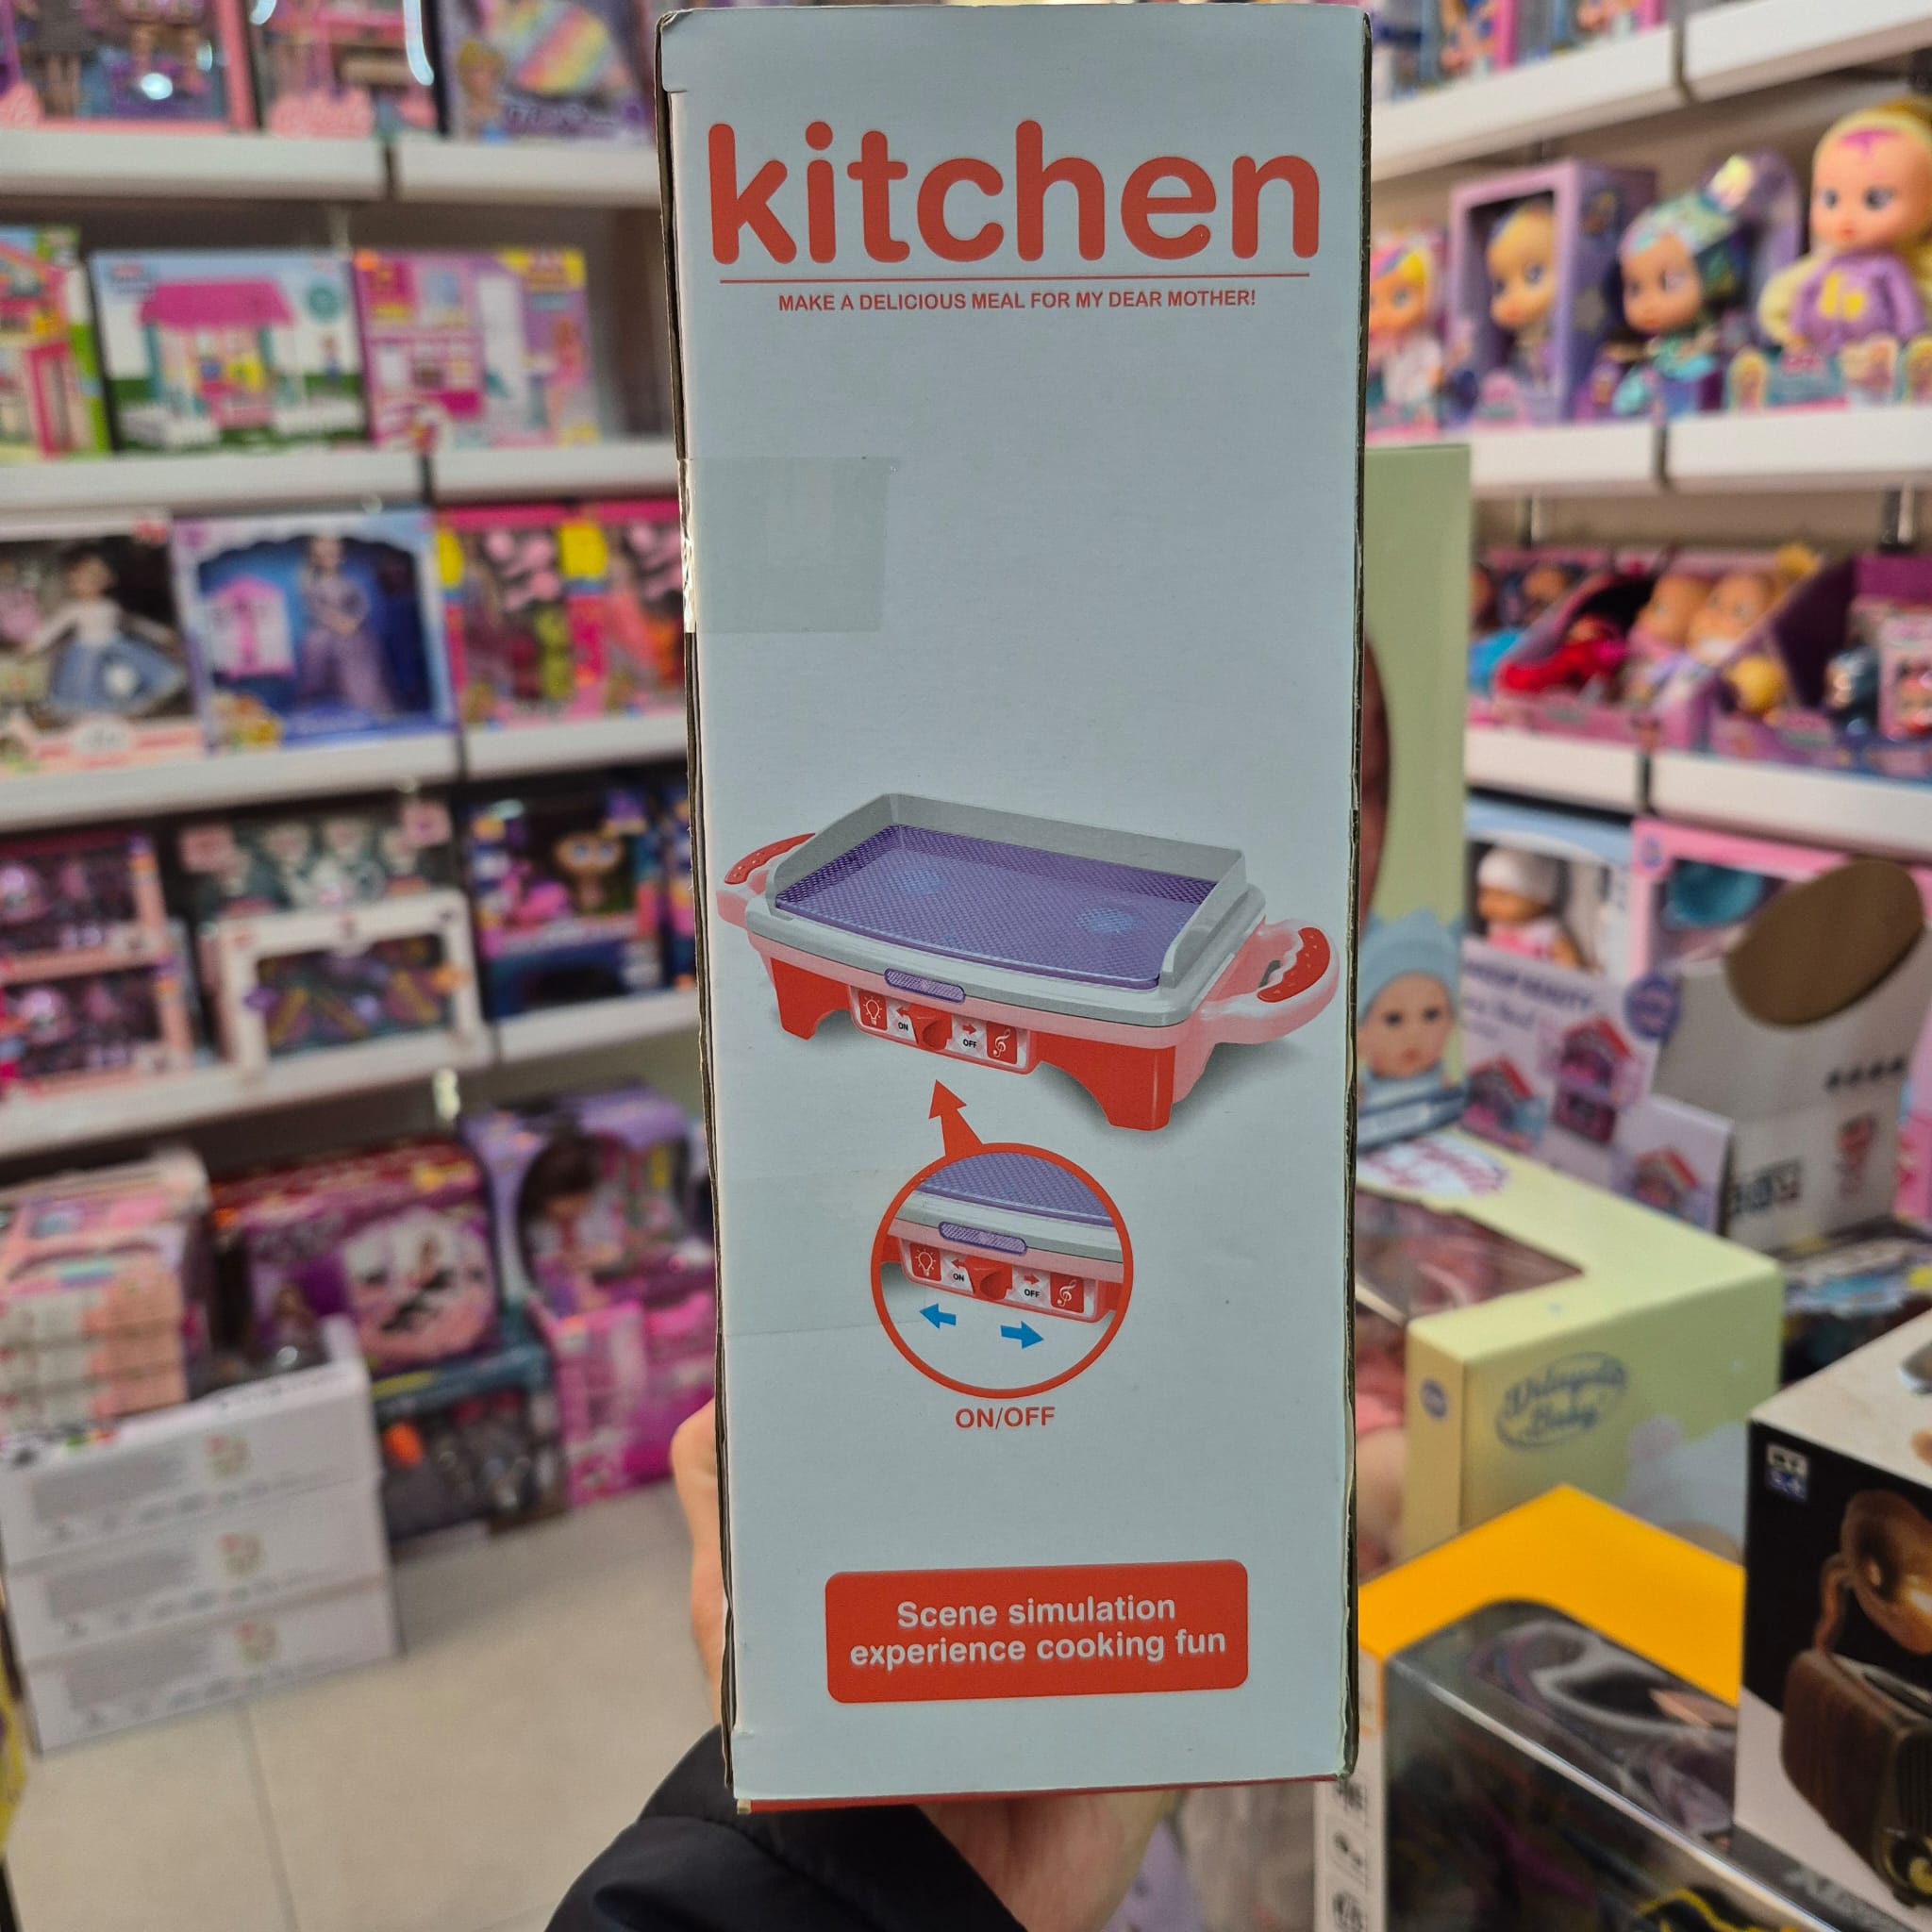 kitchen
MAKE A DELICIOUS MEAL FOR MY DEAR MOTHER!
ON
OFF
ON
OFF
ON/OFF
Scene simulation
experience cooking fun